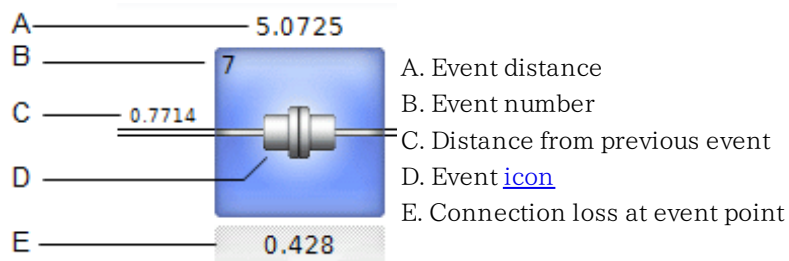 A 5.0725
B 7
C 0.7714
D
E 0.428
A. Event distance
B. Event number
C. Distance from previous event
D. Event icon
E. Connection loss at event point